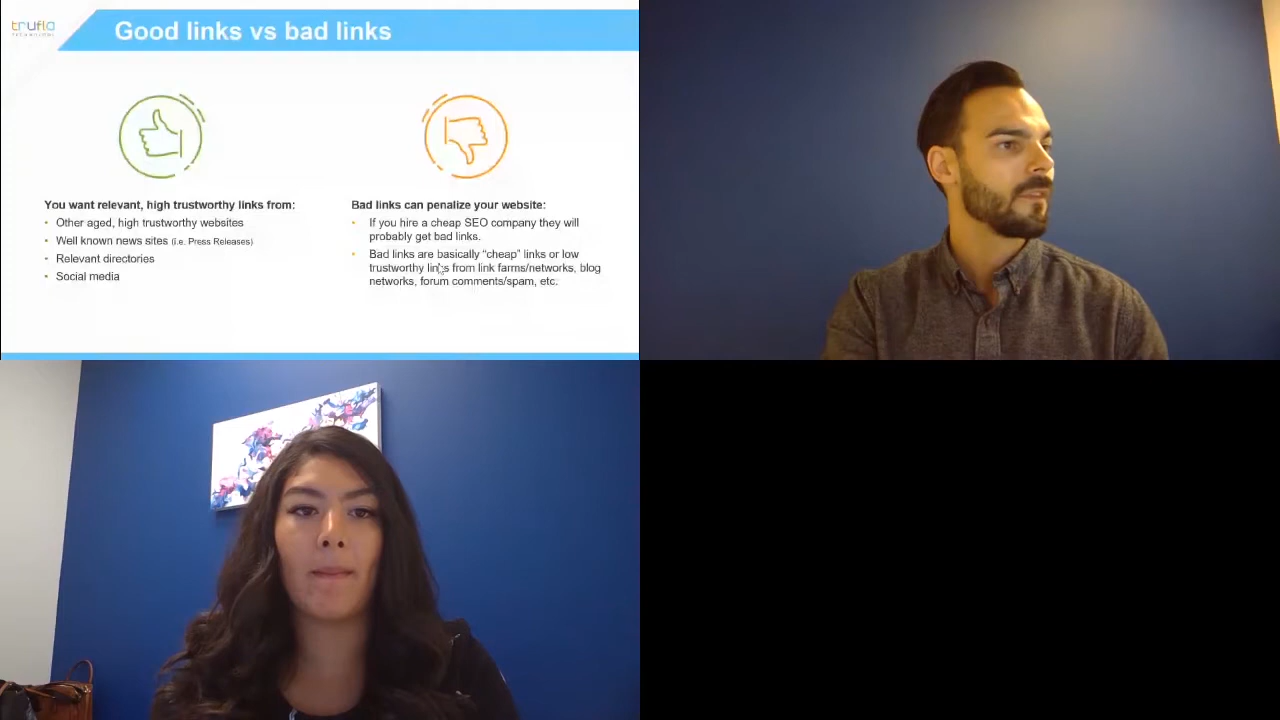 trufla
Good links vs bad links
You want relevant, high trustworthy links from:
• Other aged, high trustworthy websites
• Well known news sites (i.e. Press Releases)
• Relevant directories
• Social media
Bad links can penalize your website:
• If you hire a cheap SEO company they will
probably get bad links.
• Bad links are basically “cheap” links or low
trustworthy links from link farms/networks, blog
networks, forum comments/spam, etc.